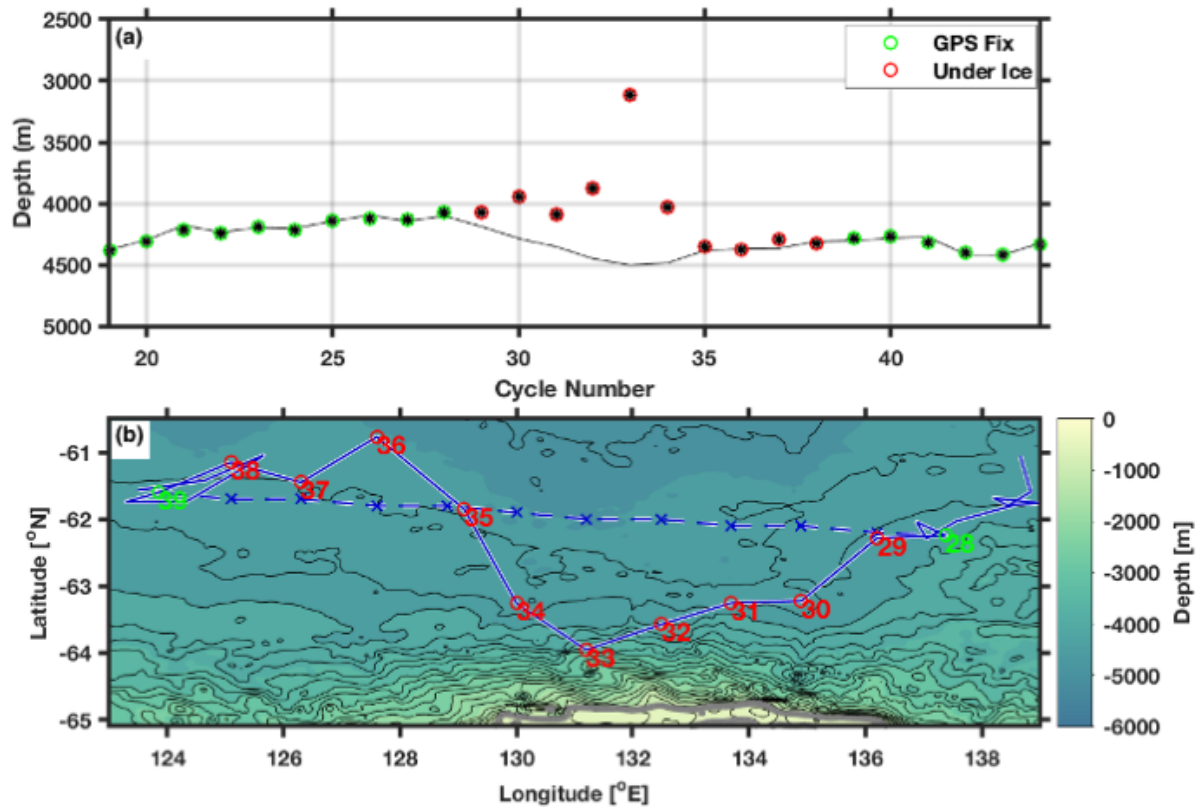 (a)
GPS Fix
Under Ice
2500
3000
3500
4000
4500
5000
Depth (m)
20 25 30 35 40
Cycle Number
(b)
-61
-62
-63
-64
-65
Latitude [°N]
36
38
37
39
35
29
28
34
31
30
32
33
124 126 128 130 132 134 136 138
Longitude [°E]
0
-1000
-2000
-3000
-4000
-5000
-6000
Depth [m]